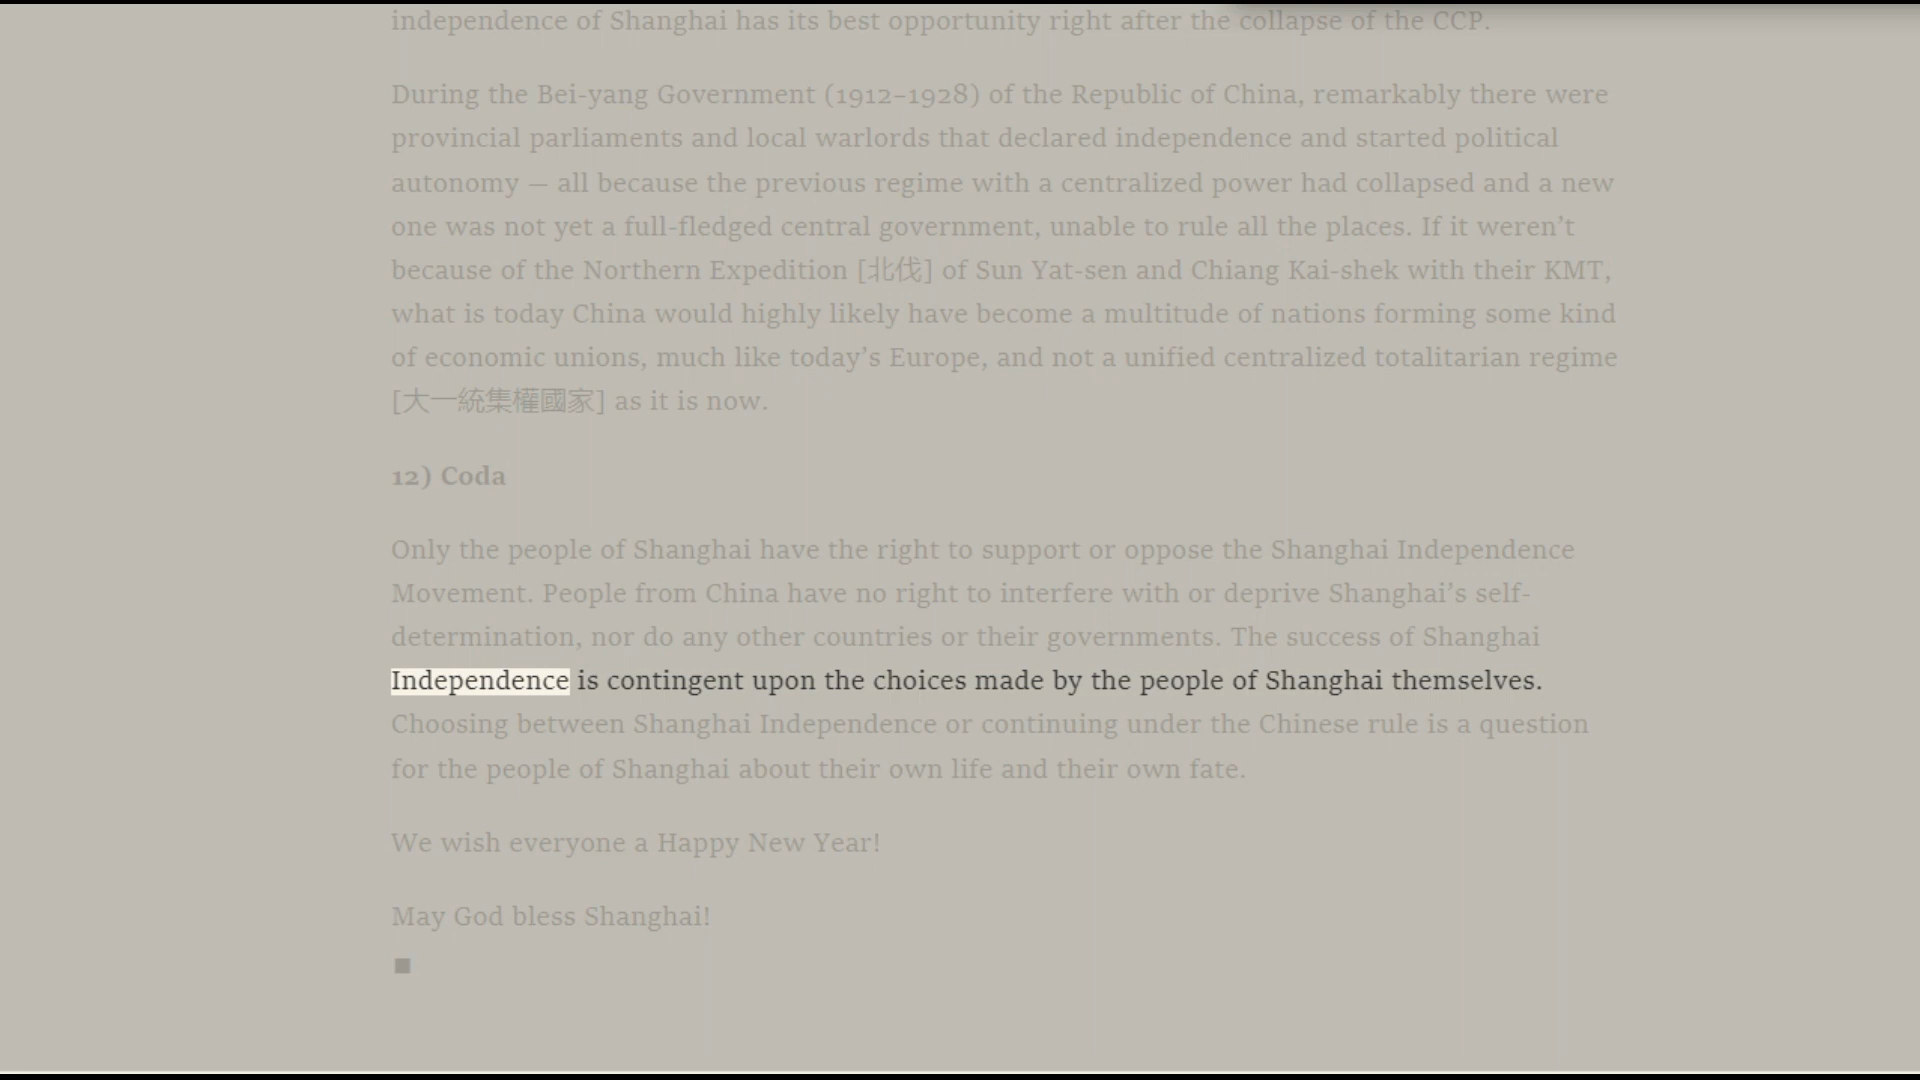 independence of Shanghai has its best opportunity right after the collapse of the CCP.
During the Bei-yang Government (1912–1928) of the Republic of China, remarkably there were
provincial parliaments and local warlords that declared independence and started political
autonomy — all because the previous regime with a centralized power had collapsed and a new
one was not yet a full-fledged central government, unable to rule all the places. If it weren’t
because of the Northern Expedition [北伐] of Sun Yat-sen and Chiang Kai-shek with their KMT,
what is today China would highly likely have become a multitude of nations forming some kind
of economic unions, much like today’s Europe, and not a unified centralized totalitarian regime
[大一統集權國家] as it is now.
12) Coda
Only the people of Shanghai have the right to support or oppose the Shanghai Independence
Movement. People from China have no right to interfere with or deprive Shanghai’s self-
determination, nor do any other countries or their governments. The success of Shanghai
Independence is contingent upon the choices made by the people of Shanghai themselves.
Choosing between Shanghai Independence or continuing under the Chinese rule is a question
for the people of Shanghai about their own life and their own fate.
We wish everyone a Happy New Year!
May God bless Shanghai!
■